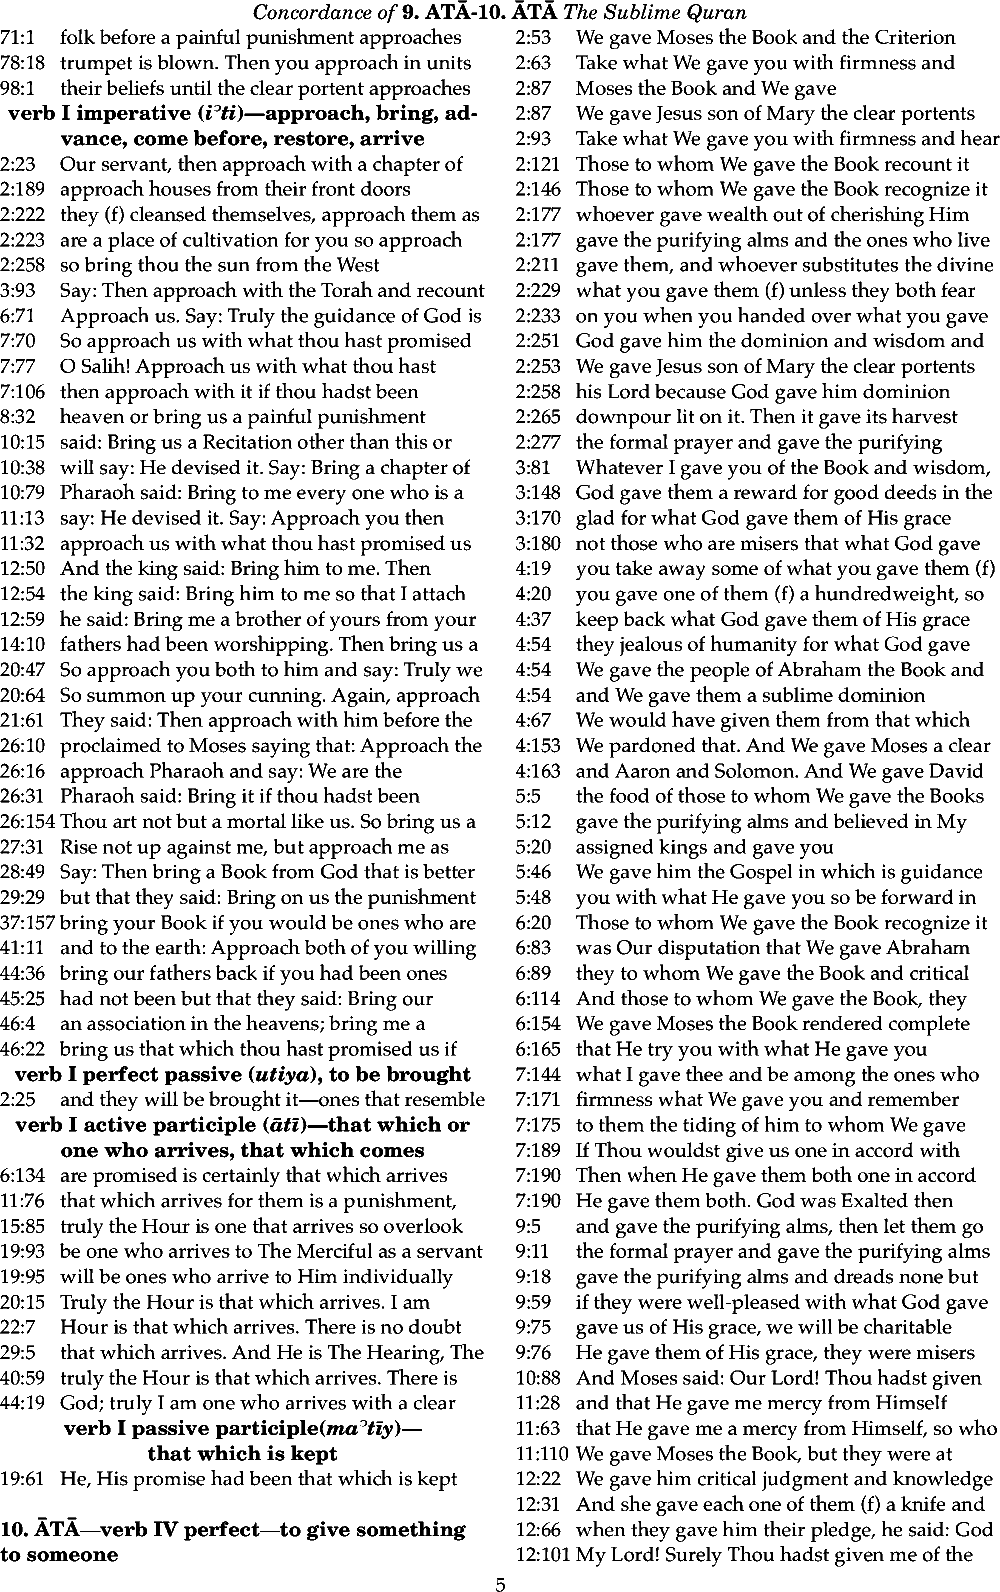 Concordance of 9. ATĀ-10. ĀTĀ The Sublime Quran
71:1 folk before a painful punishment approaches
78:18 trumpet is blown. Then you approach in units
98:1 their beliefs until the clear portent approaches
verb I imperative (iʾti)—approach, bring, ad-
vance, come before, restore, arrive
2:23 Our servant, then approach with a chapter of
2:189 approach houses from their front doors
2:222 they (f) cleansed themselves, approach them as
2:223 are a place of cultivation for you so approach
2:258 so bring thou the sun from the West
3:93 Say: Then approach with the Torah and recount
6:71 Approach us. Say: Truly the guidance of God is
7:70 So approach us with what thou hast promised
7:77 O Salih! Approach us with what thou hast
7:106 then approach with it if thou hadst been
8:32 heaven or bring us a painful punishment
10:15 said: Bring us a Recitation other than this or
10:38 will say: He devised it. Say: Bring a chapter of
10:79 Pharaoh said: Bring to me every one who is a
11:13 say: He devised it. Say: Approach you then
11:32 approach us with what thou hast promised us
12:50 And the king said: Bring him to me. Then
12:54 the king said: Bring him to me so that I attach
12:59 he said: Bring me a brother of yours from your
14:10 fathers had been worshipping. Then bring us a
20:47 So approach you both to him and say: Truly we
20:64 So summon up your cunning. Again, approach
21:61 They said: Then approach with him before the
26:10 proclaimed to Moses saying that: Approach the
26:16 approach Pharaoh and say: We are the
26:31 Pharaoh said: Bring it if thou hadst been
26:154 Thou art not but a mortal like us. So bring us a
27:31 Rise not up against me, but approach me as
28:49 Say: Then bring a Book from God that is better
29:29 but that they said: Bring on us the punishment
37:157 bring your Book if you would be ones who are
41:11 and to the earth: Approach both of you willing
44:36 bring our fathers back if you had been ones
45:25 had not been but that they said: Bring our
46:4 an association in the heavens; bring me a
46:22 bring us that which thou hast promised us if
verb I perfect passive (utiya), to be brought
2:25 and they will be brought it—ones that resemble
verb I active participle (ātī)—that which or
one who arrives, that which comes
6:134 are promised is certainly that which arrives
11:76 that which arrives for them is a punishment,
15:85 truly the Hour is one that arrives so overlook
19:93 be one who arrives to The Merciful as a servant
19:95 will be ones who arrive to Him individually
20:15 Truly the Hour is that which arrives. I am
22:7 Hour is that which arrives. There is no doubt
29:5 that which arrives. And He is The Hearing, The
40:59 truly the Hour is that which arrives. There is
44:19 God; truly I am one who arrives with a clear
verb I passive participle(maʾtīy)—
that which is kept
19:61 He, His promise had been that which is kept
10. ĀTĀ—verb IV perfect—to give something
to someone
2:53 We gave Moses the Book and the Criterion
2:63 Take what We gave you with firmness and
2:87 Moses the Book and We gave
2:87 We gave Jesus son of Mary the clear portents
2:93 Take what We gave you with firmness and hear
2:121 Those to whom We gave the Book recount it
2:146 Those to whom We gave the Book recognize it
2:177 whoever gave wealth out of cherishing Him
2:177 gave the purifying alms and the ones who live
2:211 gave them, and whoever substitutes the divine
2:229 what you gave them (f) unless they both fear
2:233 on you when you handed over what you gave
2:251 God gave him the dominion and wisdom and
2:253 We gave Jesus son of Mary the clear portents
2:258 his Lord because God gave him dominion
2:265 downpour lit on it. Then it gave its harvest
2:277 the formal prayer and gave the purifying
3:81 Whatever I gave you of the Book and wisdom,
3:148 God gave them a reward for good deeds in the
3:170 glad for what God gave them of His grace
3:180 not those who are misers that what God gave
4:19 you take away some of what you gave them (f)
4:20 you gave one of them (f) a hundredweight, so
4:37 keep back what God gave them of His grace
4:54 they jealous of humanity for what God gave
4:54 We gave the people of Abraham the Book and
4:54 and We gave them a sublime dominion
4:67 We would have given them from that which
4:153 We pardoned that. And We gave Moses a clear
4:163 and Aaron and Solomon. And We gave David
5:5 the food of those to whom We gave the Books
5:12 gave the purifying alms and believed in My
5:20 assigned kings and gave you
5:46 We gave him the Gospel in which is guidance
5:48 you with what He gave you so be forward in
6:20 Those to whom We gave the Book recognize it
6:83 was Our disputation that We gave Abraham
6:89 they to whom We gave the Book and critical
6:114 And those to whom We gave the Book, they
6:154 We gave Moses the Book rendered complete
6:165 that He try you with what He gave you
7:144 what I gave thee and be among the ones who
7:171 firmness what We gave you and remember
7:175 to them the tiding of him to whom We gave
7:189 If Thou wouldst give us one in accord with
7:190 Then when He gave them both one in accord
7:190 He gave them both. God was Exalted then
9:5 and gave the purifying alms, then let them go
9:11 the formal prayer and gave the purifying alms
9:18 gave the purifying alms and dreads none but
9:59 if they were well-pleased with what God gave
9:75 gave us of His grace, we will be charitable
9:76 He gave them of His grace, they were misers
10:88 And Moses said: Our Lord! Thou hadst given
11:28 and that He gave me mercy from Himself
11:63 that He gave me a mercy from Himself, so who
11:110 We gave Moses the Book, but they were at
12:22 We gave him critical judgment and knowledge
12:31 And she gave each one of them (f) a knife and
12:66 when they gave him their pledge, he said: God
12:101 My Lord! Surely Thou hadst given me of the
5